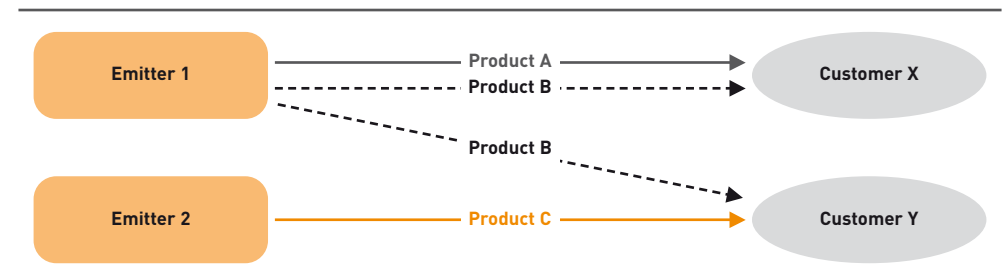 Emitter 1
Product A
Customer X
Product B
Product B
Emitter 2
Product C
Customer Y